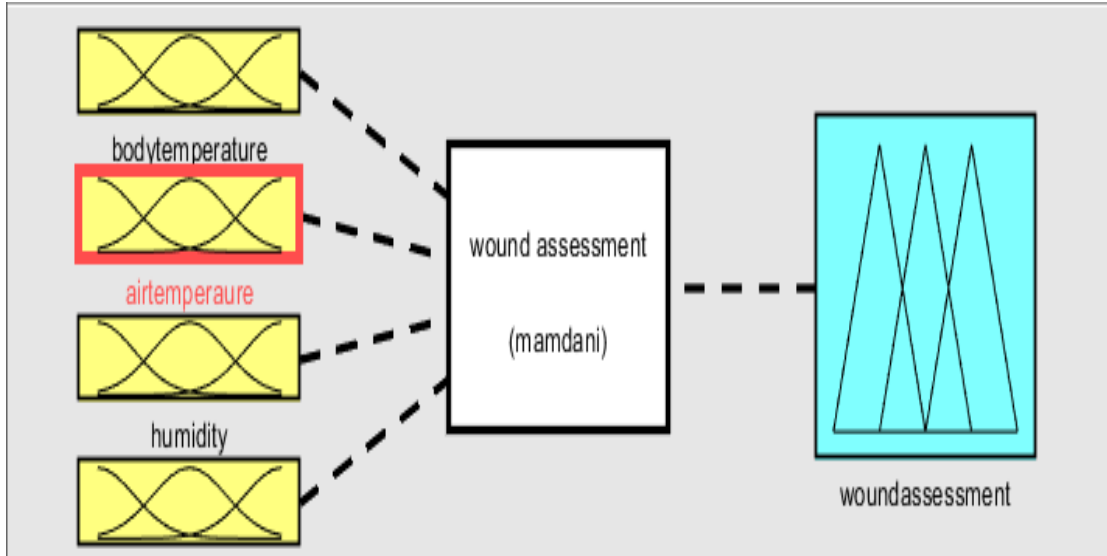 bodytemperature
airtemperaure
humidity
wound assessment
(mamdani)
woundassessment